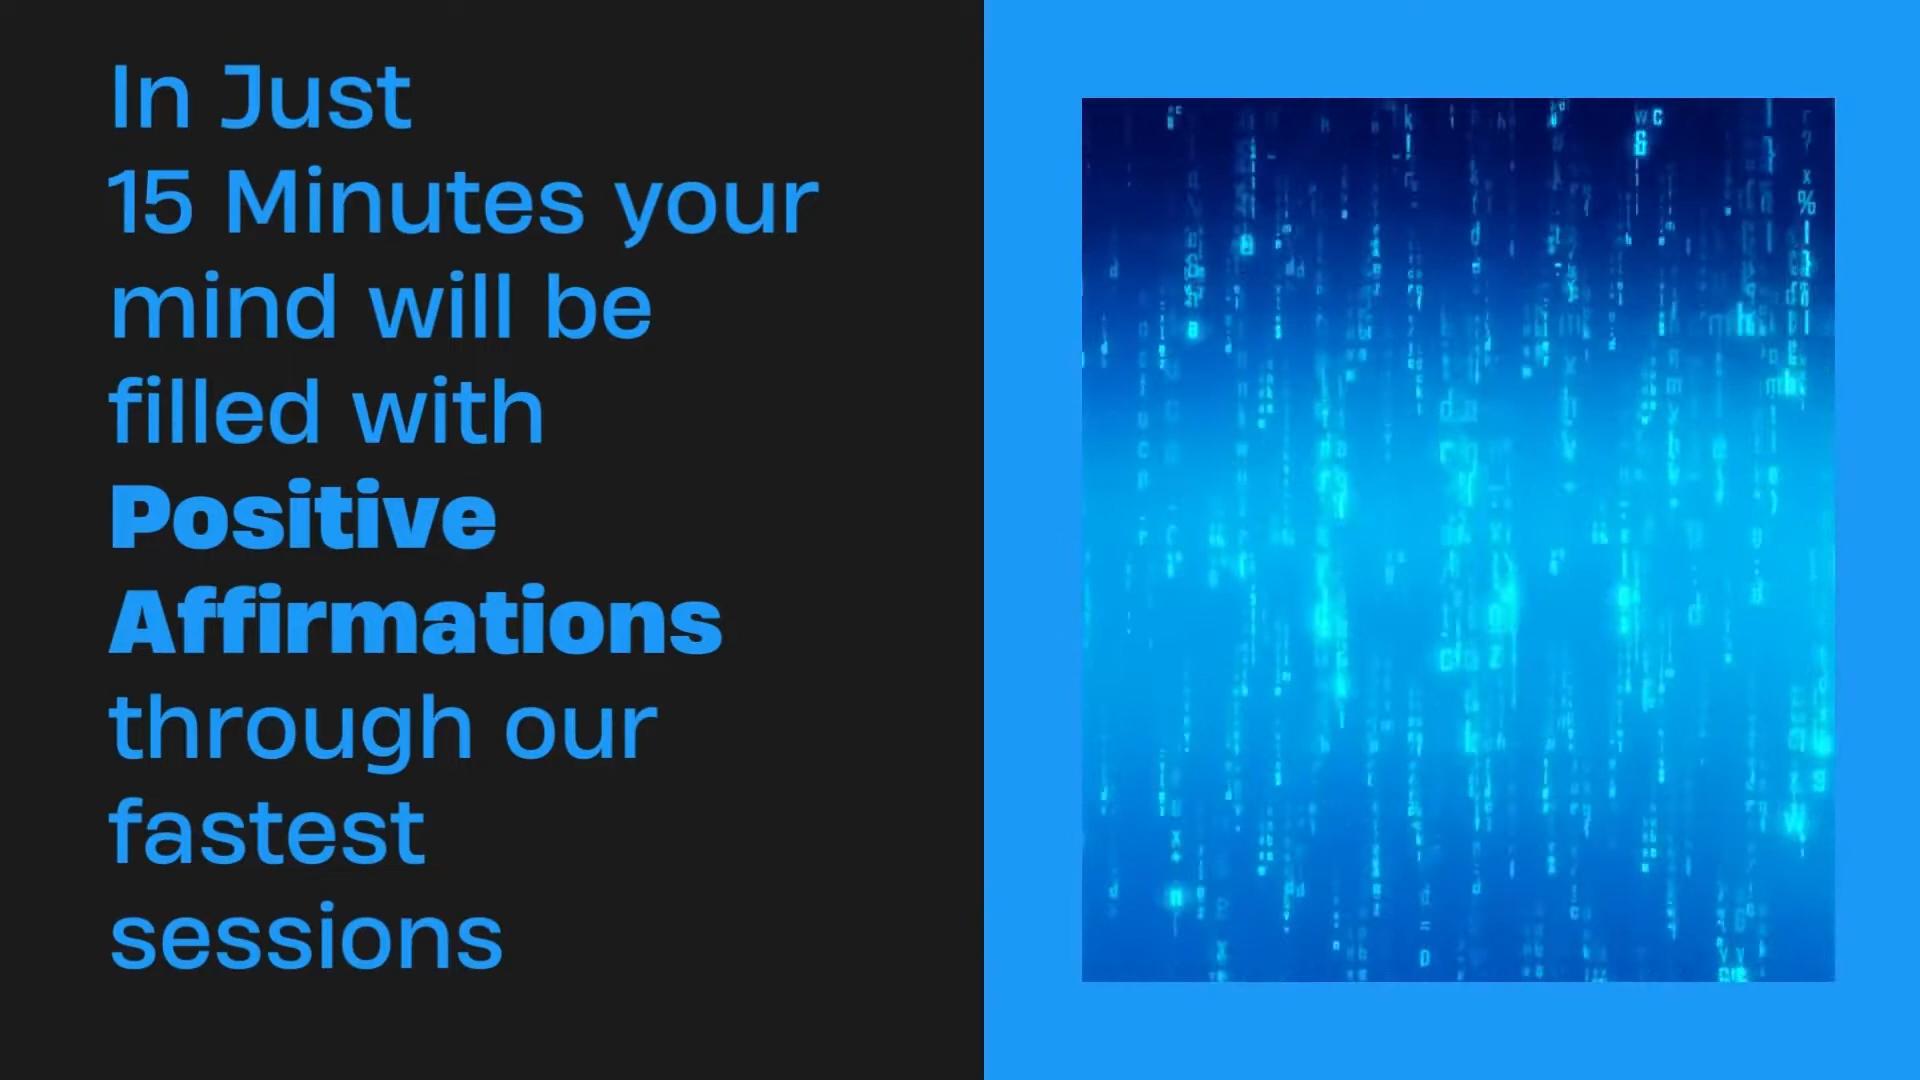 In Just
15 Minutes your
mind will be
filled with
Positive
Affirmations
through our
fastest
sessions